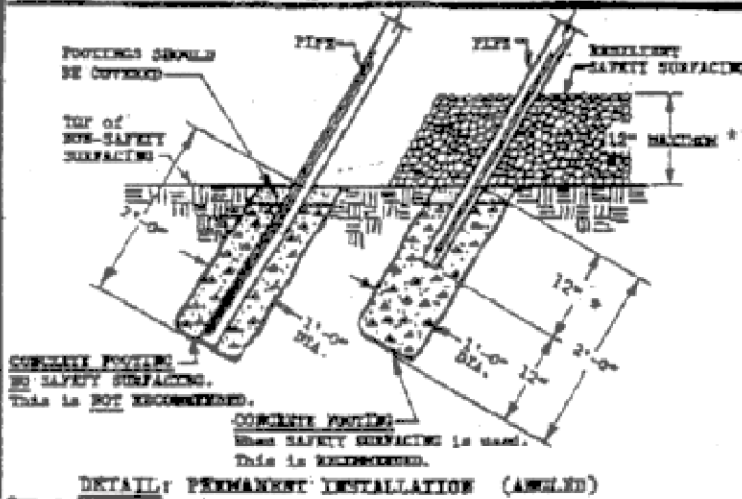 FOOTINGS SHOULD
BE COVERED
PIPE
PIPE
RESILIENT
SAFETY SURFACING
TOP of
NON-SAFETY
SURFACING
12" MAXIMUM *
2'-0"
1'-0"
DIA.
1'-0"
DIA.
12" *
12"
2'-0"
CONCRETE FOOTING
NO SAFETY SURFACING.
This is NOT RECOMMENDED.
CONCRETE FOOTING
When SAFETY SURFACING is used.
This is RECOMMENDED.
DETAIL: PERMANENT INSTALLATION (ANGLED)